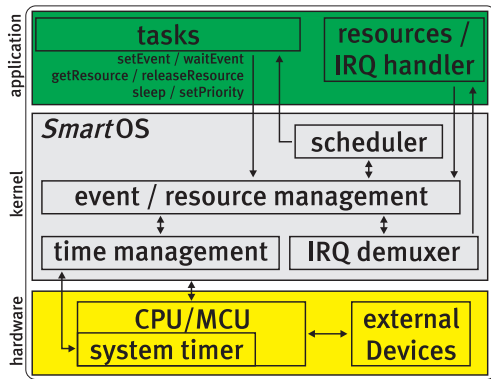 application
tasks
setEvent / waitEvent
getResource / releaseResource
sleep / setPriority
resources /
IRQ handler
kernel
SmartOS
scheduler
event / resource management
time management
IRQ demuxer
hardware
CPU/MCU
system timer
external
Devices